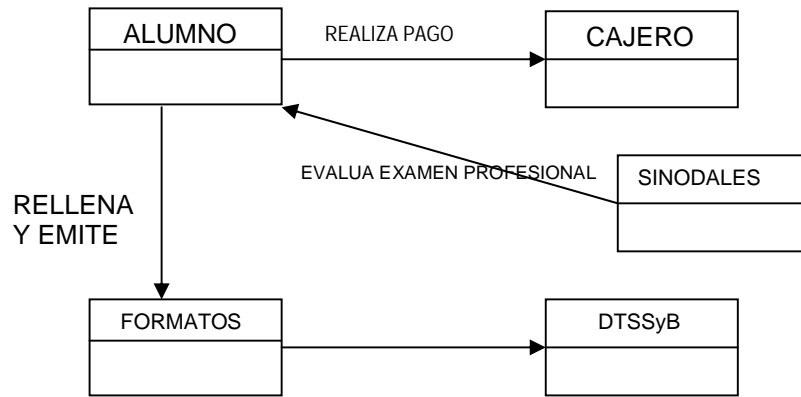 ALUMNO
REALIZA PAGO
CAJERO
EVALUA EXAMEN PROFESIONAL
SINODALES
RELLENA
Y EMITE
FORMATOS
DTSSyB